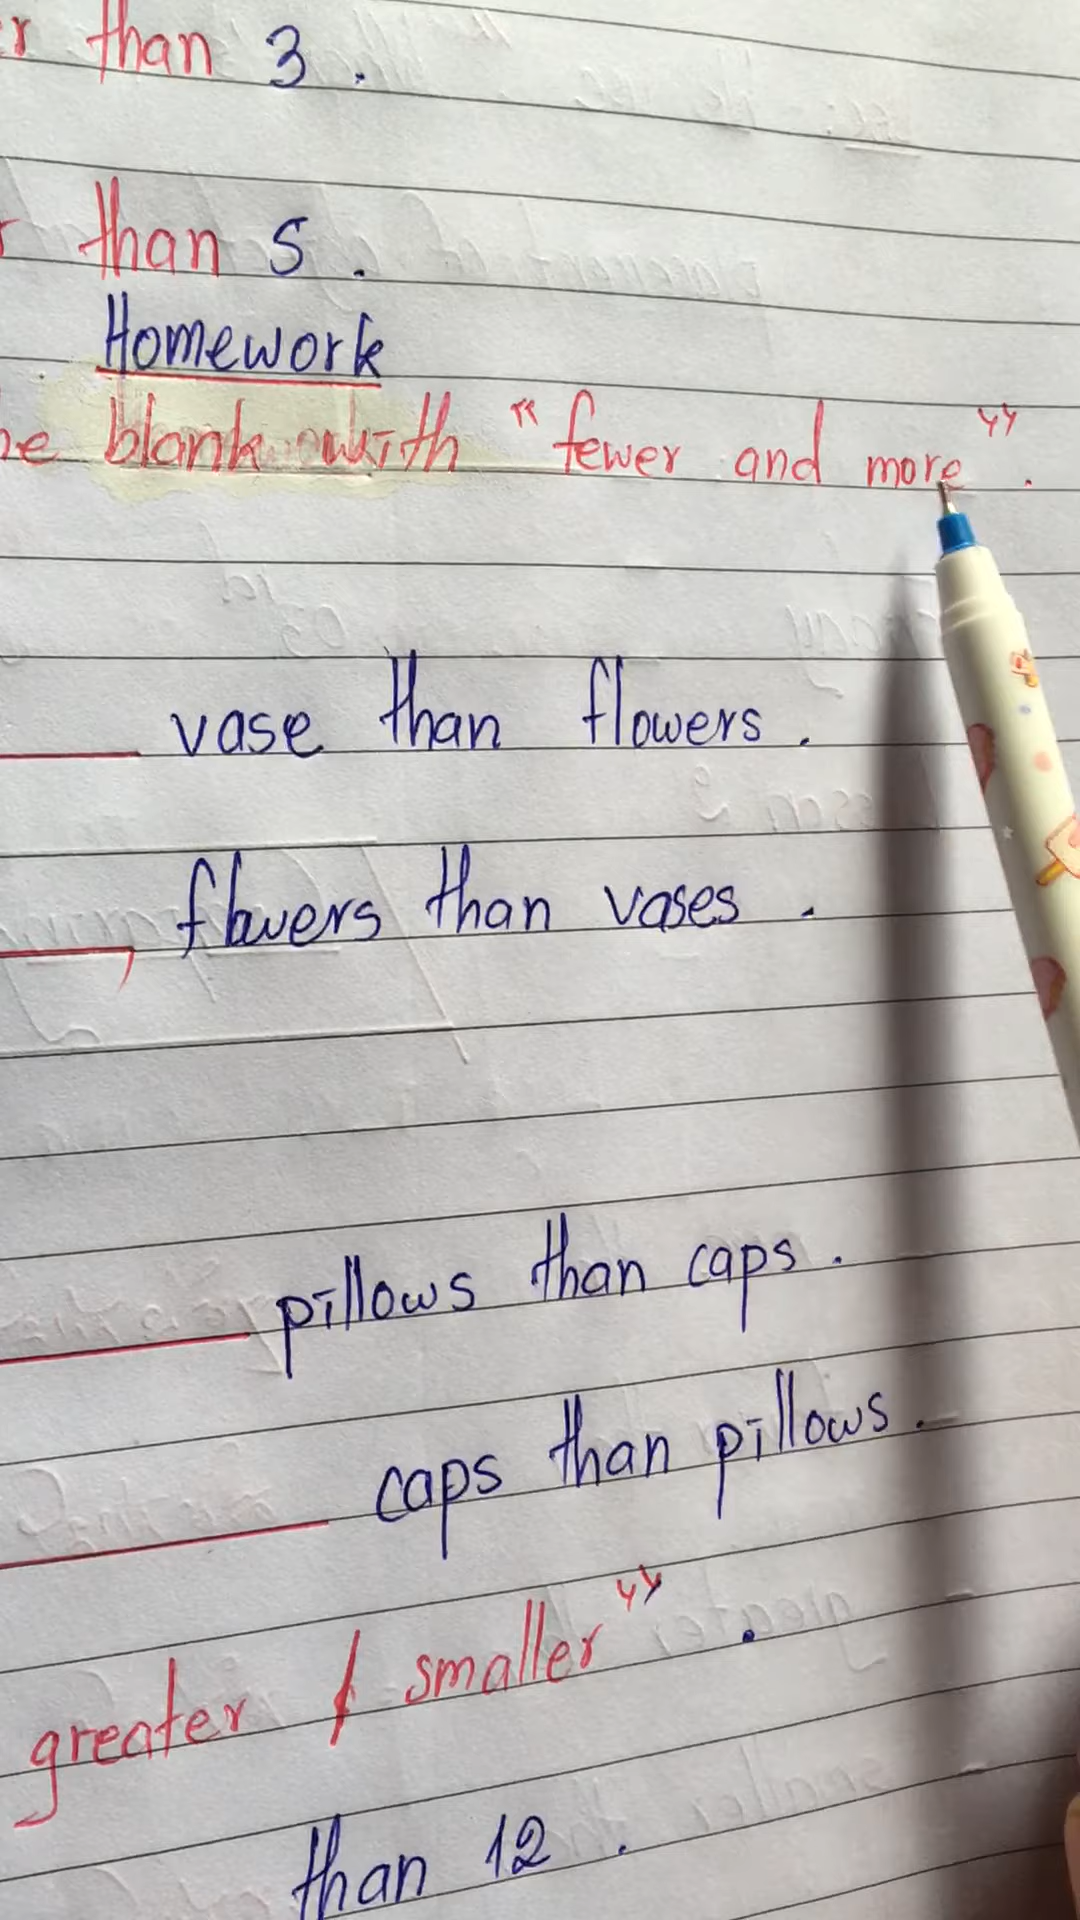 than 3.
than 5.
Homework
blank with "fewer and more".
vase than flowers.
flowers than vases.
pillows than caps.
caps than pillows.
greater / smaller".
than 12.